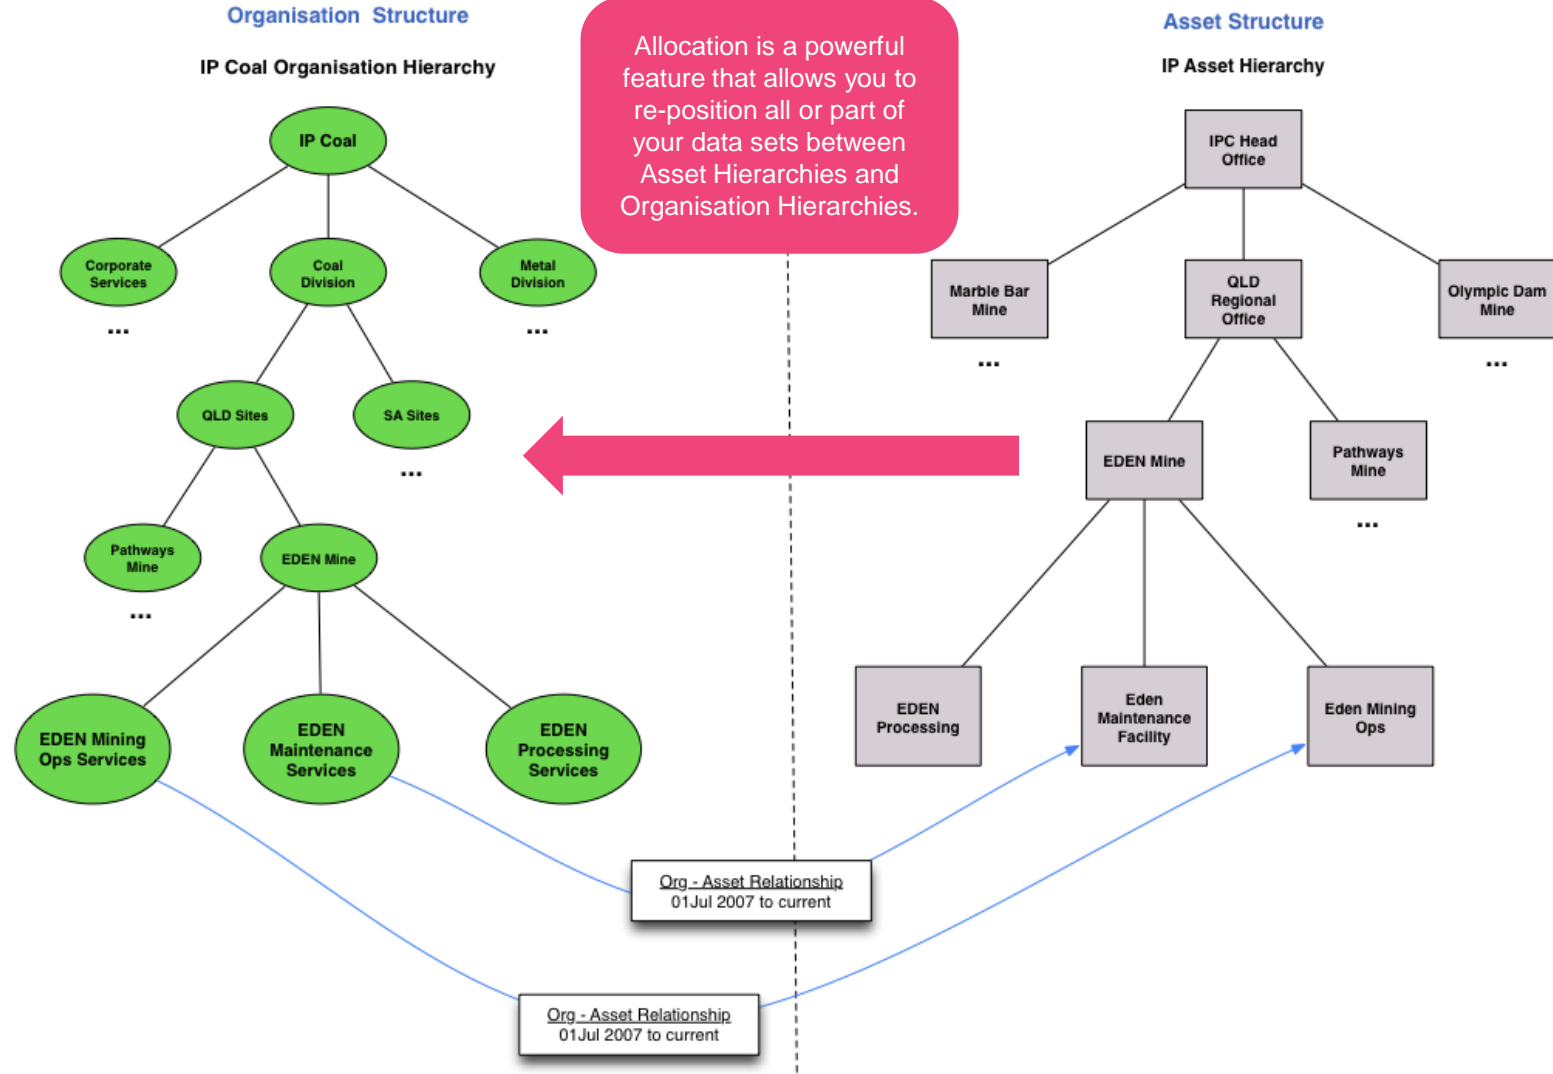 Organisation Structure
IP Coal Organisation Hierarchy
IP Coal
Corporate
Services
...
Coal
Division
Metal
Division
...
QLD Sites
SA Sites
...
Pathways
Mine
...
EDEN Mine
EDEN Mining
Ops Services
EDEN
Maintenance
Services
EDEN
Processing
Services
Allocation is a powerful
feature that allows you to
re-position all or part of
your data sets between
Asset Hierarchies and
Organisation Hierarchies.
Asset Structure
IP Asset Hierarchy
IPC Head
Office
Marble Bar
Mine
...
QLD
Regional
Office
Olympic Dam
Mine
...
EDEN Mine
Pathways
Mine
...
EDEN
Processing
Eden
Maintenance
Facility
Eden Mining
Ops
Org - Asset Relationship
01Jul 2007 to current
Org - Asset Relationship
01Jul 2007 to current